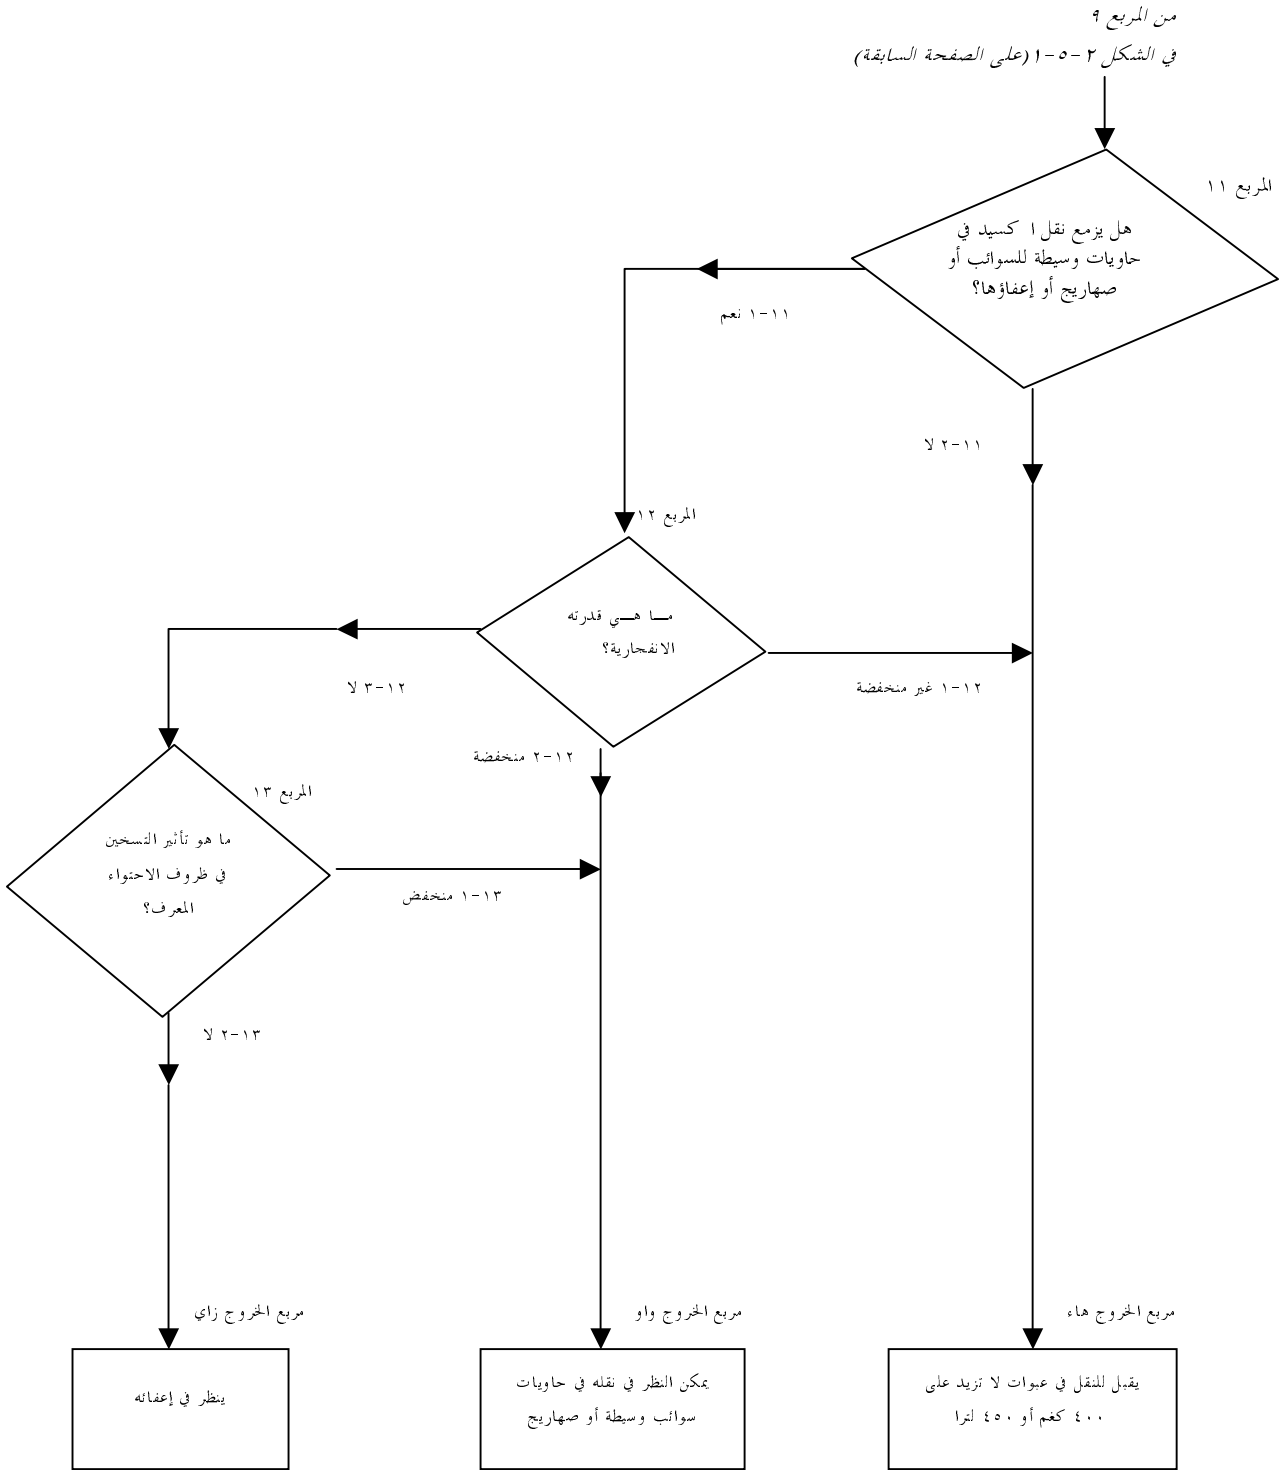 من المربع ٩
في الشكل ٢-٥-١ (على الصفحة السابقة)
المربع ١١
هل يزمع نقل ا كسيد في
حاويات وسيطة للسوائب أو
صهاريج أو إعفاؤها؟
١١-١ نعم
١١-٢ لا
المربع ١٢
مـا هـي قدرته
الانفجارية؟
١٢-٣ لا
١٢-١ غير منخفضة
١٢-٢ منخفضة
المربع ١٣
ما هو تأثير التسخين
في ظروف الاحتواء
المعرف؟
١٣-١ منخفض
١٣-٢ لا
مربع الخروج هاء
مربع الخروج واو
مربع الخروج زاي
يقبل للنقل في عبوات لا تزيد على
٤٠٠ كغم أو ٤٥٠ لترا
يمكن النظر في نقله في حاويات
سوائب وسيطة أو صهاريج
ينظر في إعفائه